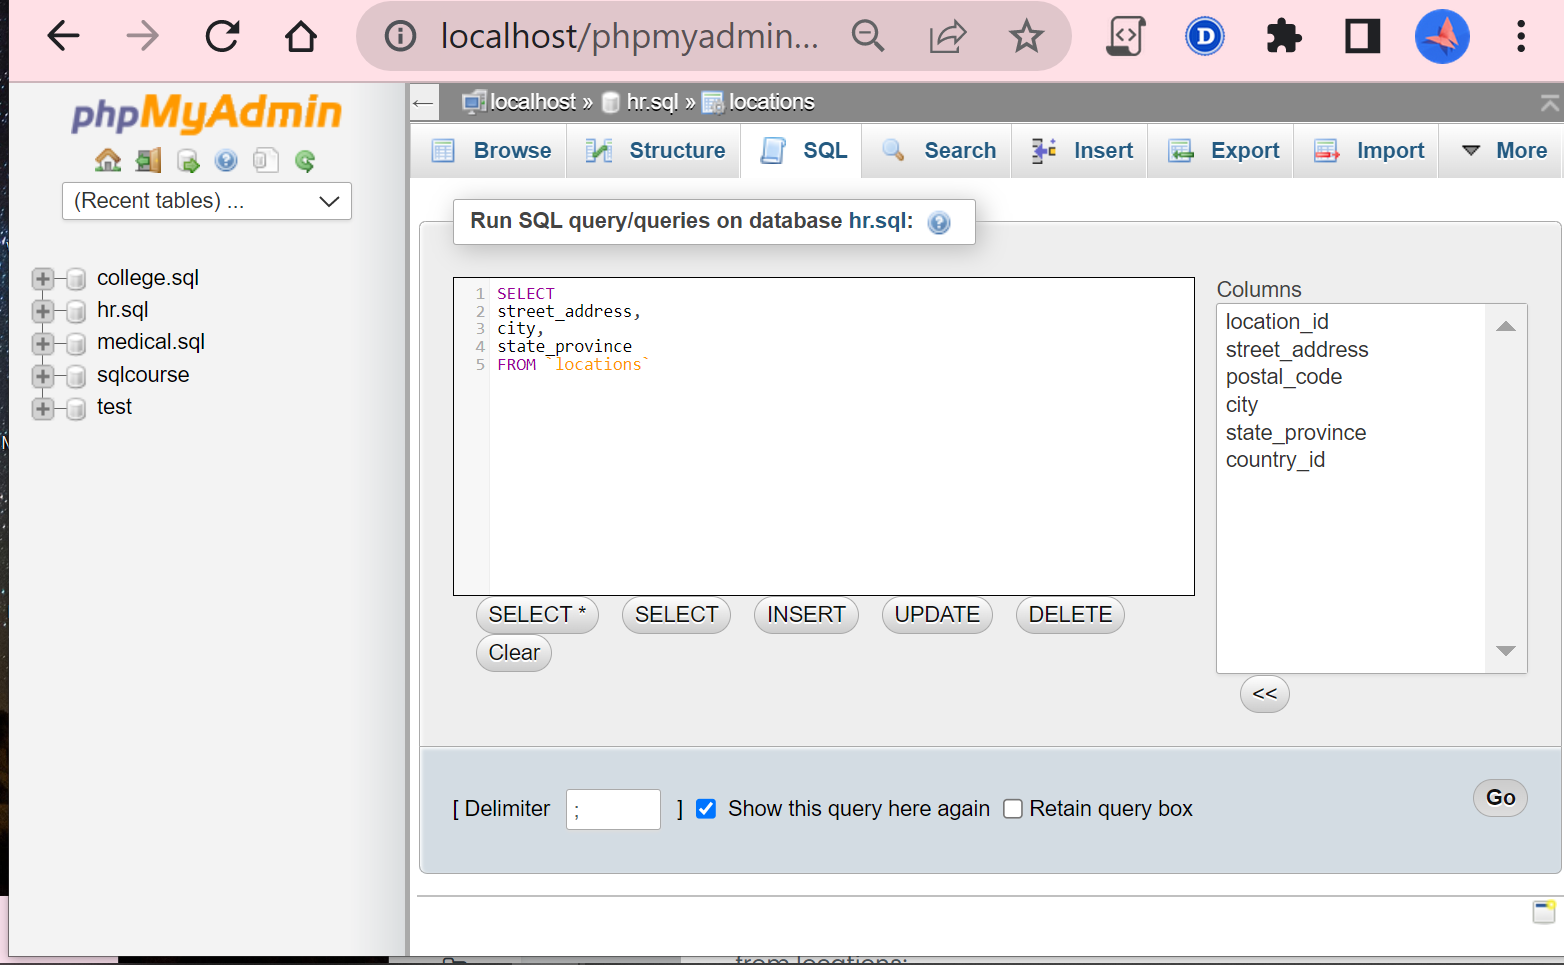 localhost/phpmyadmin...
D
phpMyAdmin
(Recent tables) ...
college.sql
hr.sql
medical.sql
sqlcourse
test
localhost » hr.sql » locations
Browse Structure SQL Search Insert Export Import More
Run SQL query/queries on database hr.sql:
1 SELECT
2 street_address,
3 city,
4 state_province
5 FROM `locations`
Columns
location_id
street_address
postal_code
city
state_province
country_id
SELECT * SELECT INSERT UPDATE DELETE
Clear
<<
[ Delimiter ; ] Show this query here again Retain query box
Go
from locations;